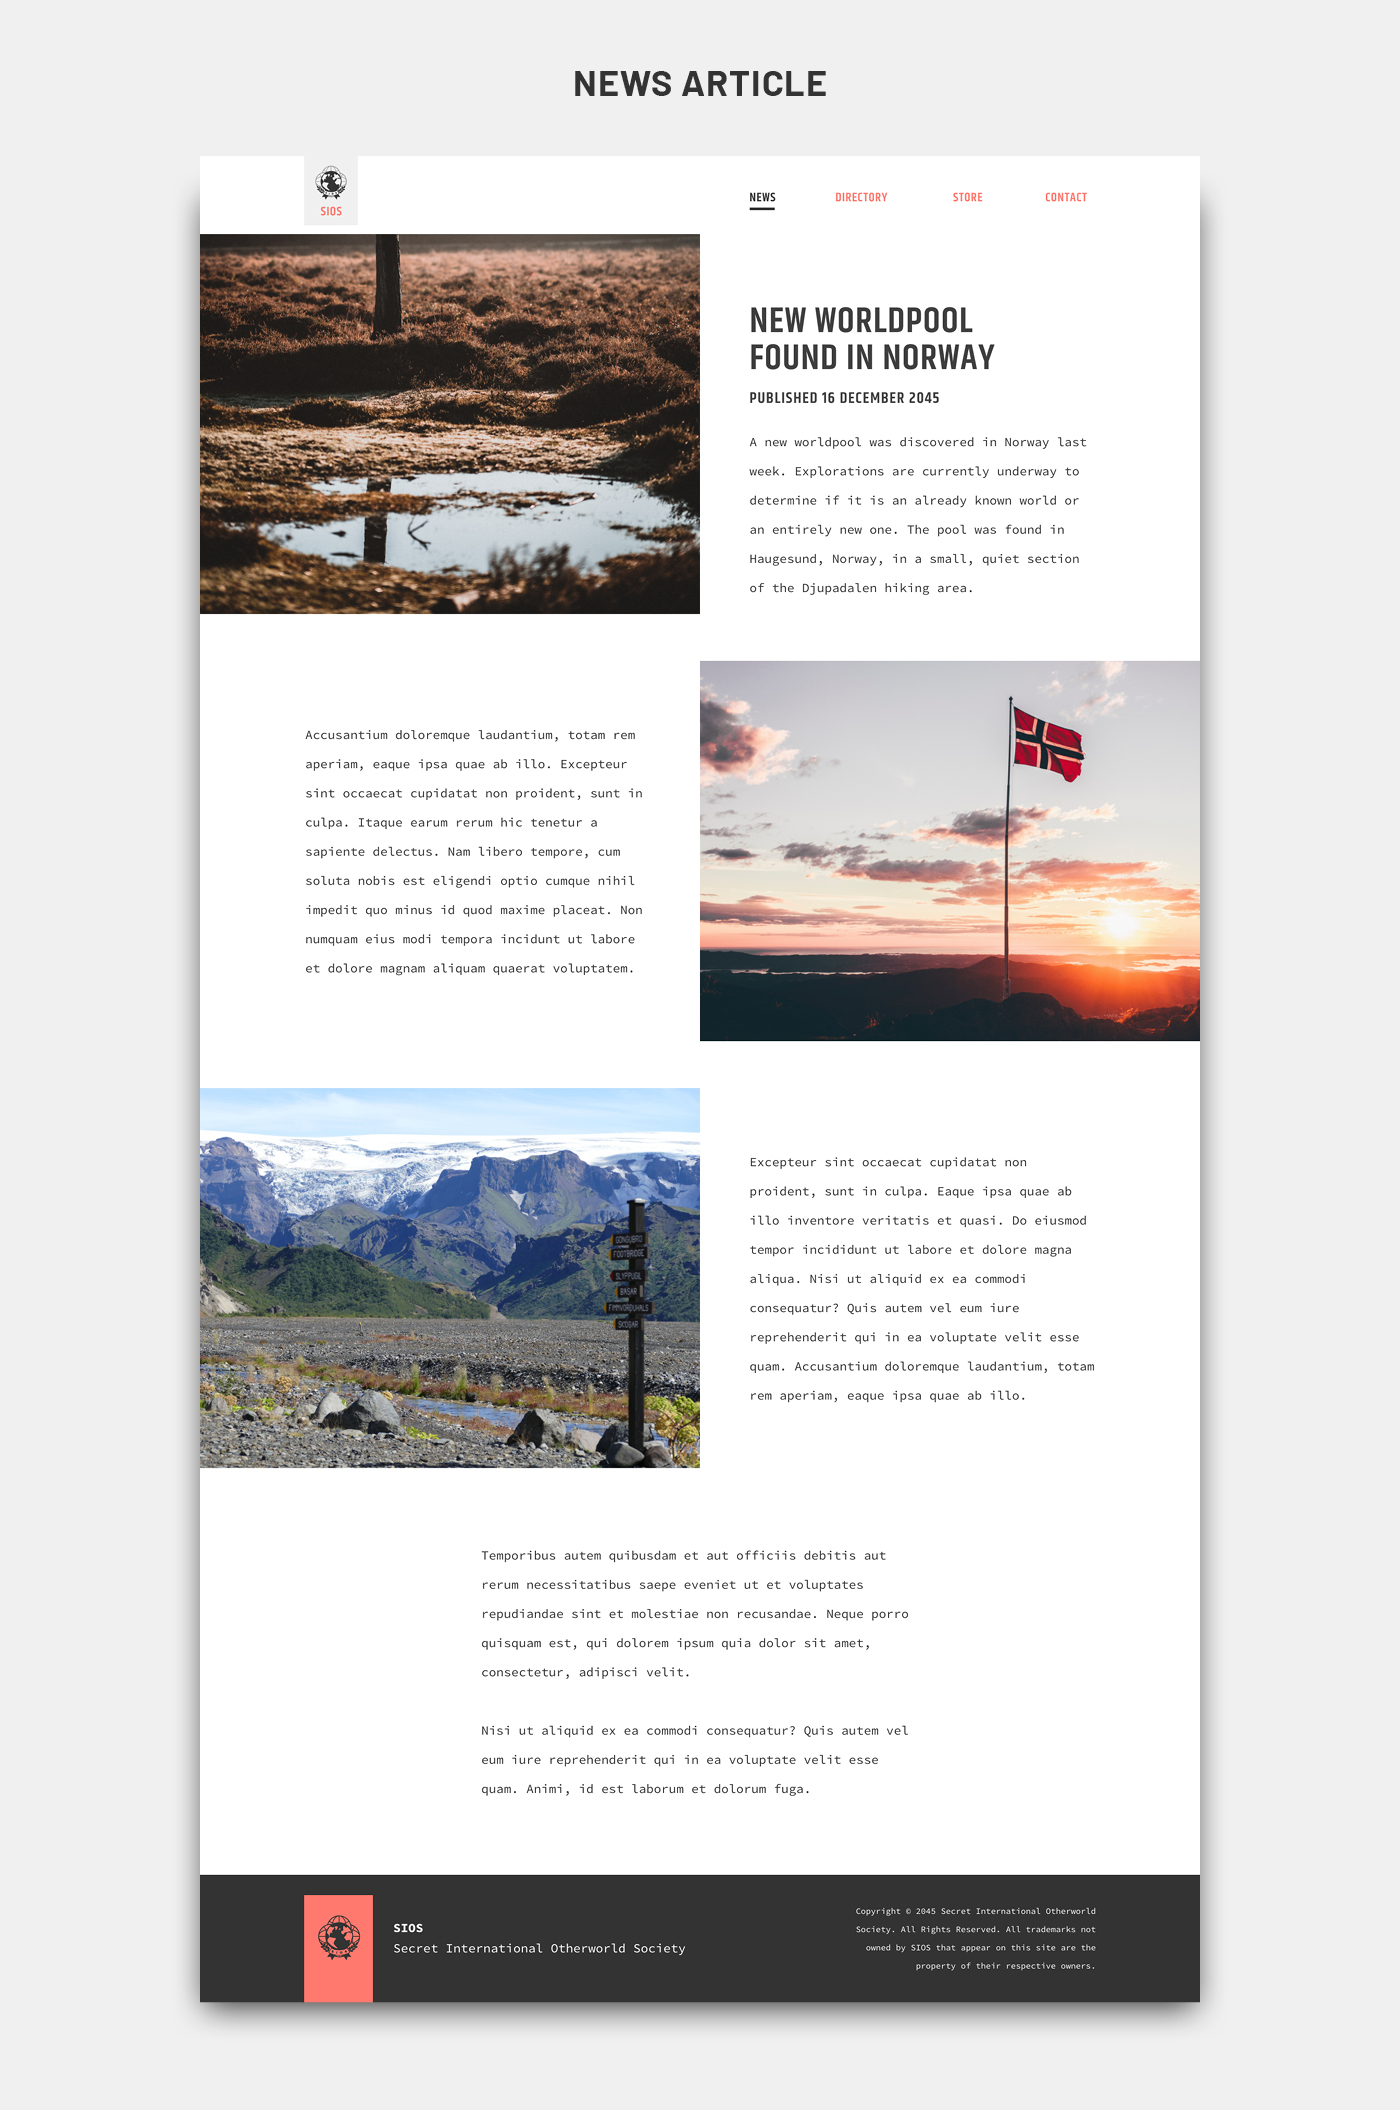 NEWS ARTICLE
SIOS
NEWS DIRECTORY STORE CONTACT
NEW WORLDPOOL
FOUND IN NORWAY
PUBLISHED 16 DECEMBER 2045
A new worldpool was discovered in Norway last
week. Explorations are currently underway to
determine if it is an already known world or
an entirely new one. The pool was found in
Haugesund, Norway, in a small, quiet section
of the Djupadalen hiking area.
Accusantium doloremque laudantium, totam rem
aperiam, eaque ipsa quae ab illo. Excepteur
sint occaecat cupidatat non proident, sunt in
culpa. Itaque earum rerum hic tenetur a
sapiente delectus. Nam libero tempore, cum
soluta nobis est eligendi optio cumque nihil
impedit quo minus id quod maxime placeat. Non
numquam eius modi tempora incidunt ut labore
et dolore magnam aliquam quaerat voluptatem.
FOOTBRIDGE
BASAR
Excepteur sint occaecat cupidatat non
proident, sunt in culpa. Eaque ipsa quae ab
illo inventore veritatis et quasi. Do eiusmod
tempor incididunt ut labore et dolore magna
aliqua. Nisi ut aliquid ex ea commodi
consequatur? Quis autem vel eum iure
reprehenderit qui in ea voluptate velit esse
quam. Accusantium doloremque laudantium, totam
rem aperiam, eaque ipsa quae ab illo.
Temporibus autem quibusdam et aut officiis debitis aut
rerum necessitatibus saepe eveniet ut et voluptates
repudiandae sint et molestiae non recusandae. Neque porro
quisquam est, qui dolorem ipsum quia dolor sit amet,
consectetur, adipisci velit.
Nisi ut aliquid ex ea commodi consequatur? Quis autem vel
eum iure reprehenderit qui in ea voluptate velit esse
quam. Animi, id est laborum et dolorum fuga.
SIOS
Secret International Otherworld Society
Copyright © 2045 Secret International Otherworld
Society. All Rights Reserved. All trademarks not
owned by SIOS that appear on this site are the
property of their respective owners.